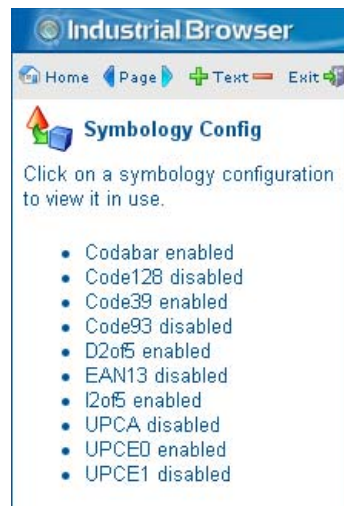 Industrial Browser
Home Page Text Exit
Symbology Config
Click on a symbology configuration
to view it in use.
• Codabar enabled
• Code128 disabled
• Code39 enabled
• Code93 disabled
• D2of5 enabled
• EAN13 disabled
• I2of5 enabled
• UPCA disabled
• UPCE0 enabled
• UPCE1 disabled